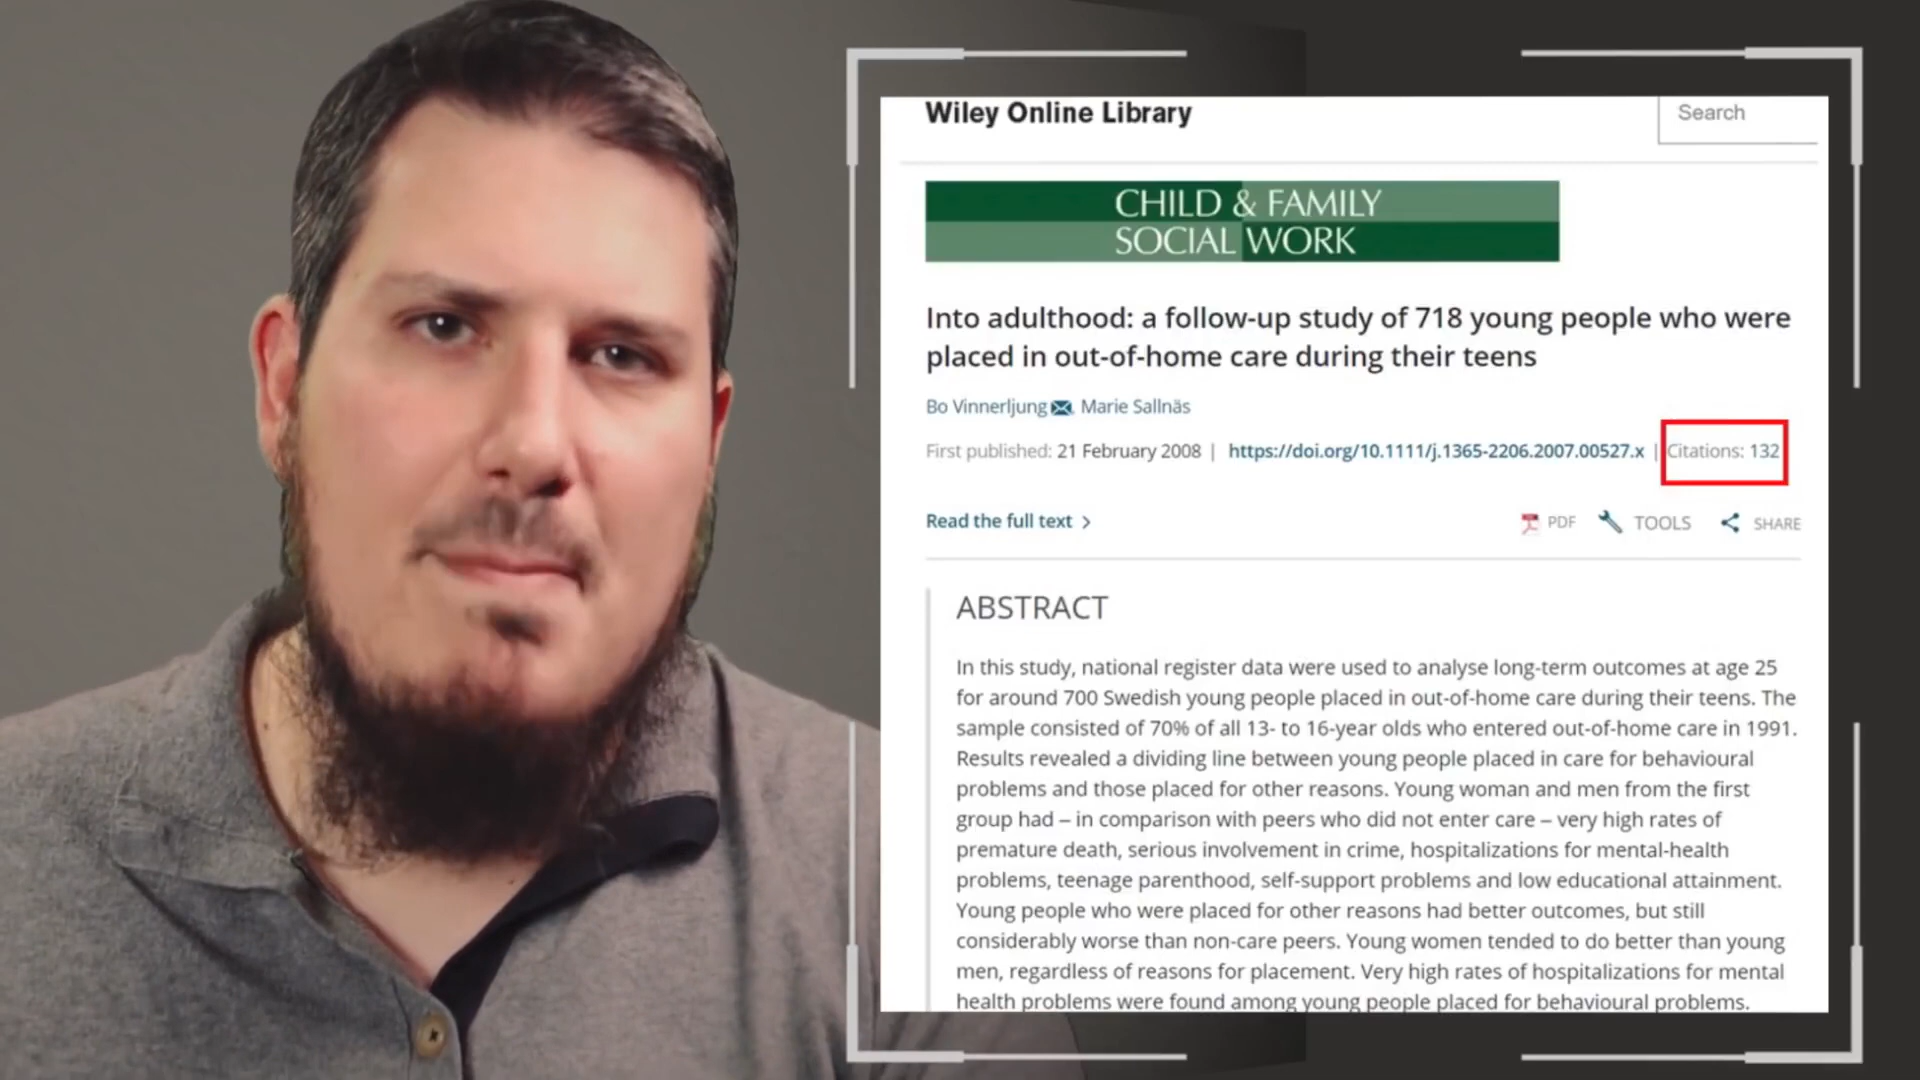 Wiley Online Library
Search
CHILD & FAMILY
SOCIAL WORK
Into adulthood: a follow-up study of 718 young people who were
placed in out-of-home care during their teens
Bo Vinnerljung Marie Sallnäs
First published: 21 February 2008 | https://doi.org/10.1111/j.1365-2206.2007.00527.x | Citations: 132
Read the full text > PDF TOOLS SHARE
ABSTRACT
In this study, national register data were used to analyse long-term outcomes at age 25
for around 700 Swedish young people placed in out-of-home care during their teens. The
sample consisted of 70% of all 13- to 16-year olds who entered out-of-home care in 1991.
Results revealed a dividing line between young people placed in care for behavioural
problems and those placed for other reasons. Young woman and men from the first
group had – in comparison with peers who did not enter care – very high rates of
premature death, serious involvement in crime, hospitalizations for mental-health
problems, teenage parenthood, self-support problems and low educational attainment.
Young people who were placed for other reasons had better outcomes, but still
considerably worse than non-care peers. Young women tended to do better than young
men, regardless of reasons for placement. Very high rates of hospitalizations for mental
health problems were found among young people placed for behavioural problems.